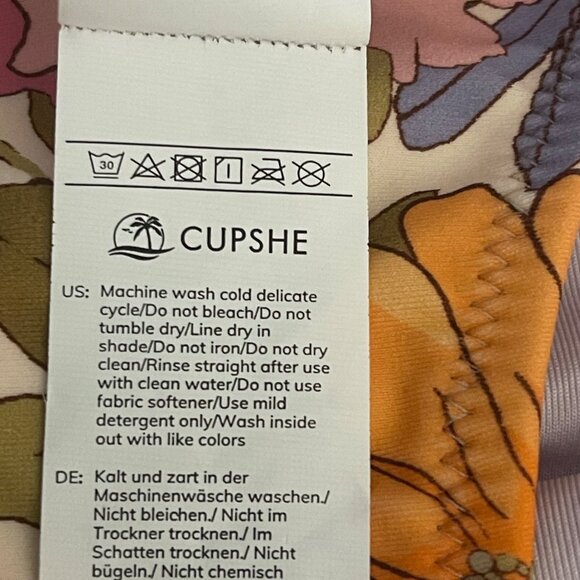 30
CUPSHE
US: Machine wash cold delicate
cycle/Do not bleach/Do not
tumble dry/Line dry in
shade/Do not iron/Do not dry
clean/Rinse straight after use
with clean water/Do not use
fabric softener/Use mild
detergent only/Wash inside
out with like colors
DE: Kalt und zart in der
Maschinenwäsche waschen./
Nicht bleichen./ Nicht im
Trockner trocknen./ Im
Schatten trocknen./ Nicht
bügeln./ Nicht chemisch